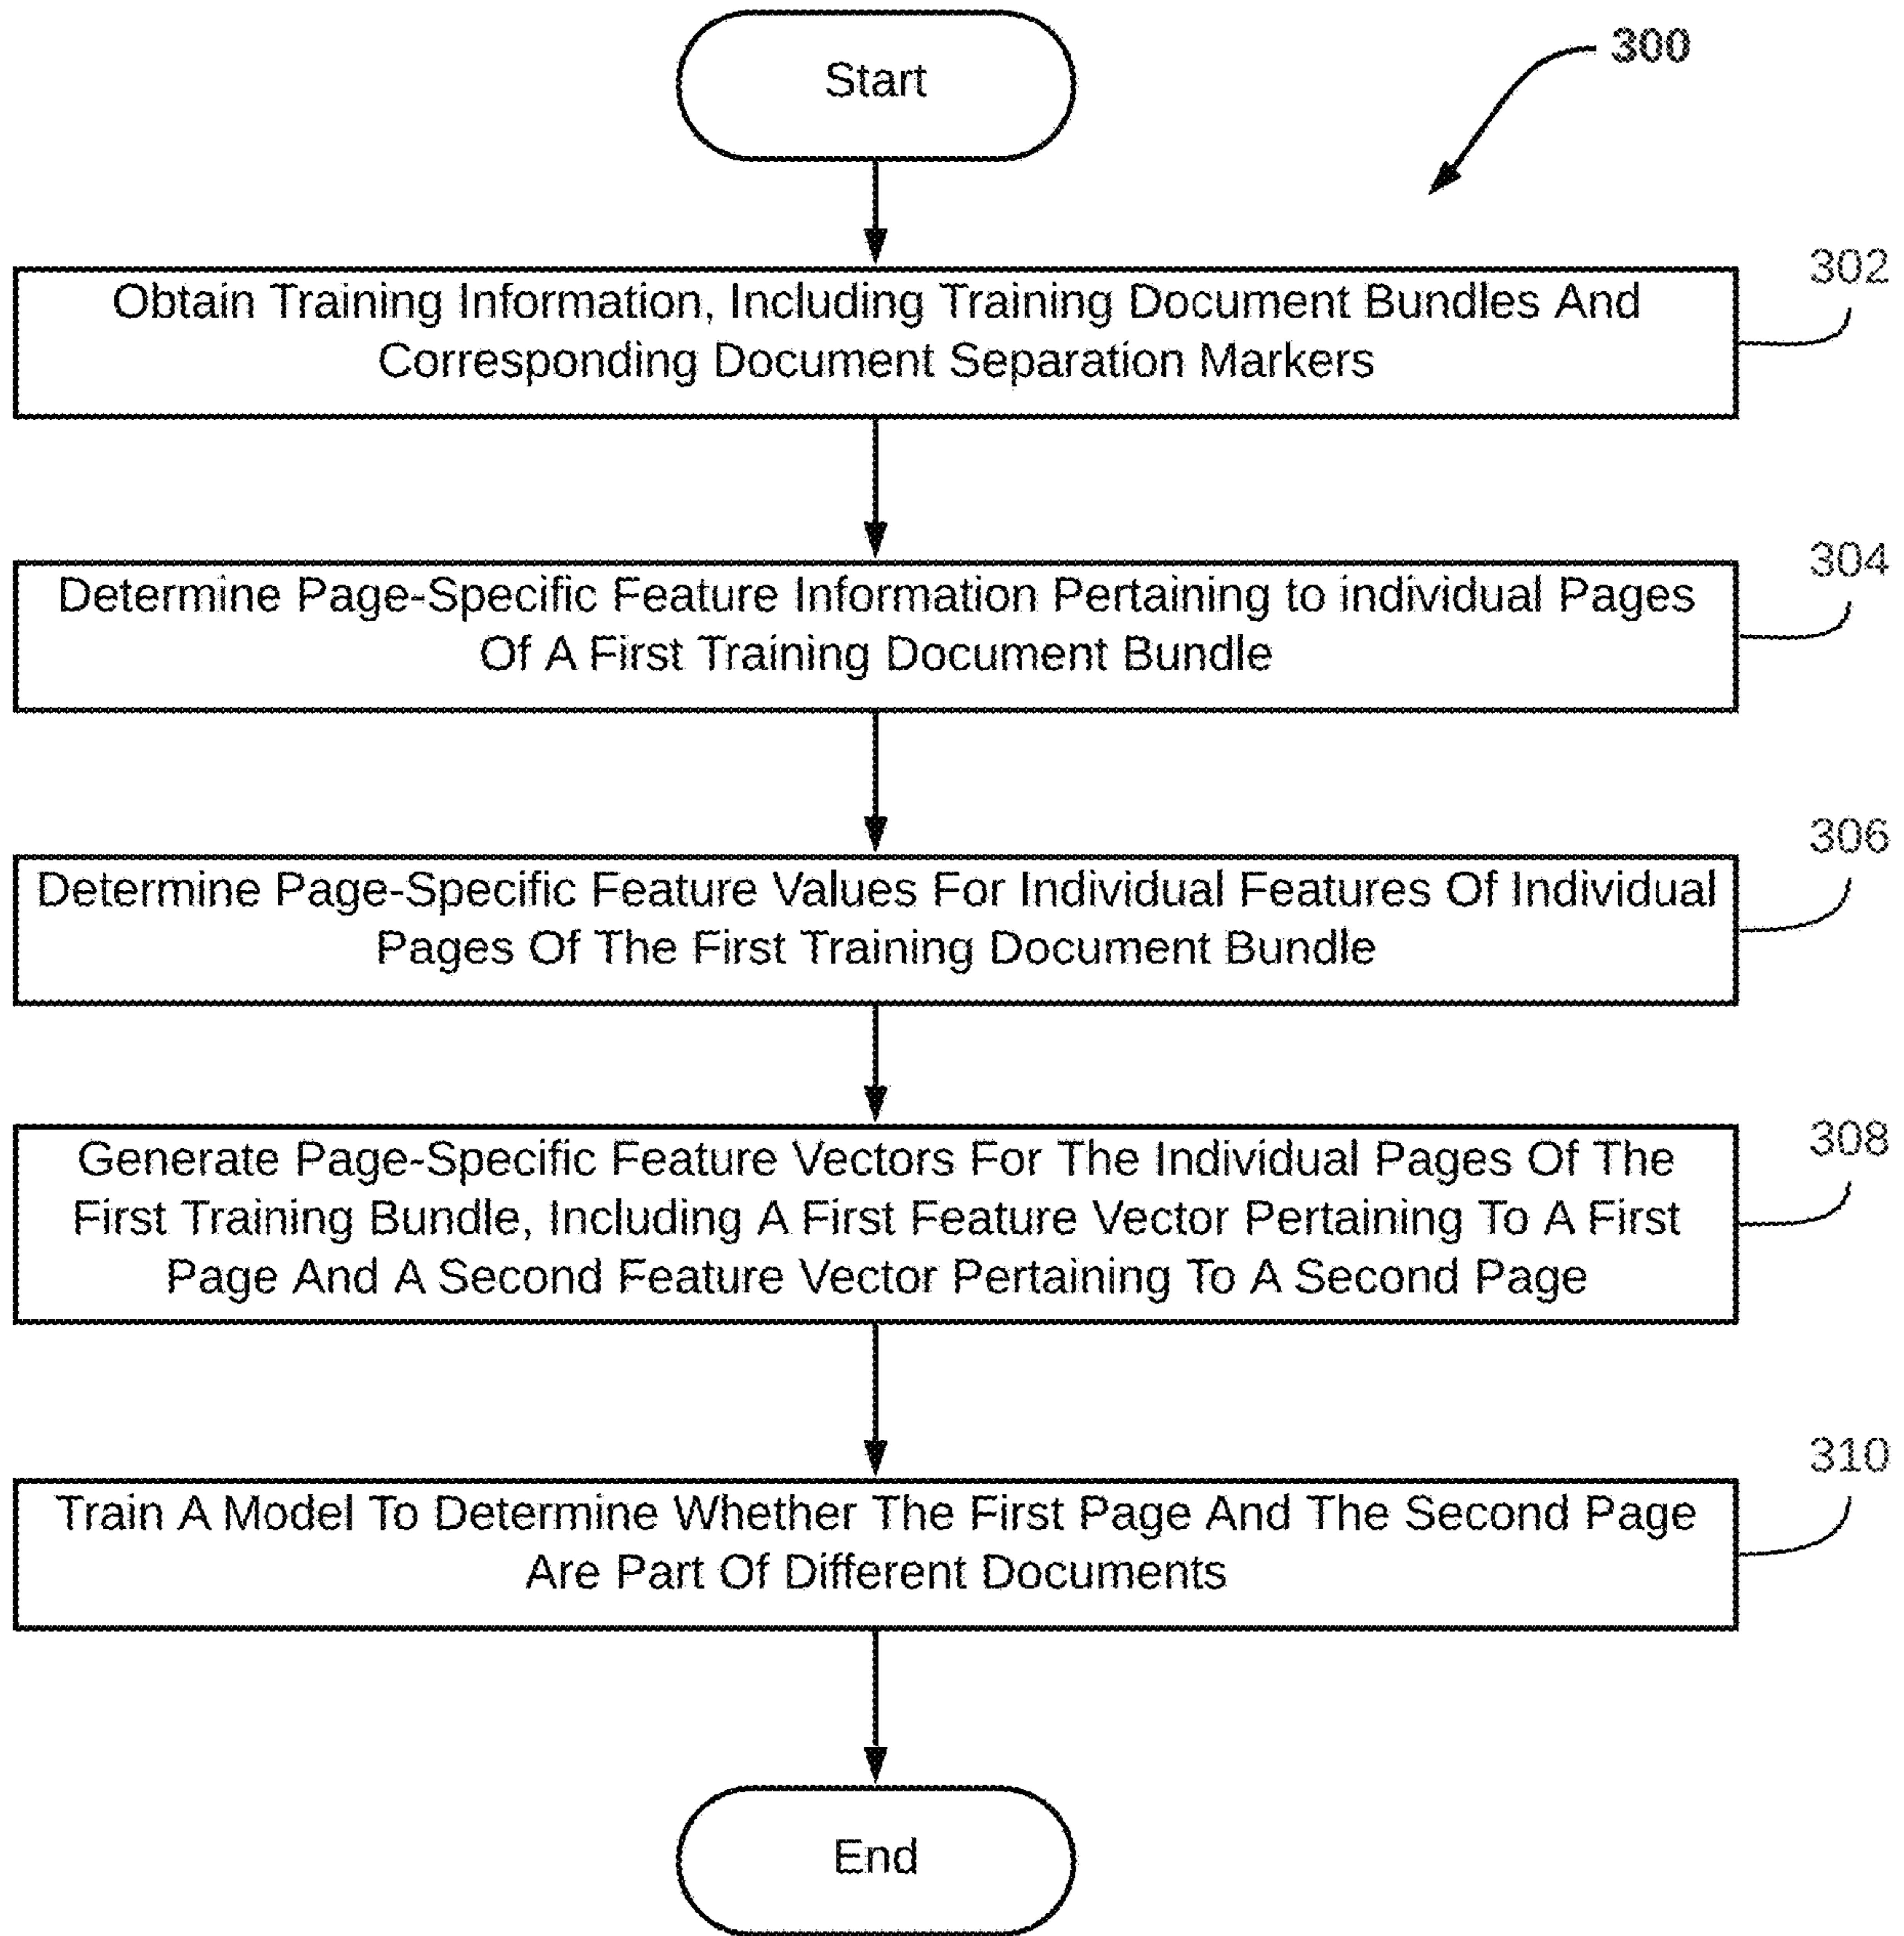 Start
300
302
Obtain Training Information, Including Training Document Bundles And
Corresponding Document Separation Markers
304
Determine Page-Specific Feature Information Pertaining to individual Pages
Of A First Training Document Bundle
306
Determine Page-Specific Feature Values For Individual Features Of Individual
Pages Of The First Training Document Bundle
308
Generate Page-Specific Feature Vectors For The Individual Pages Of The
First Training Bundle, Including A First Feature Vector Pertaining To A First
Page And A Second Feature Vector Pertaining To A Second Page
310
Train A Model To Determine Whether The First Page And The Second Page
Are Part Of Different Documents
End